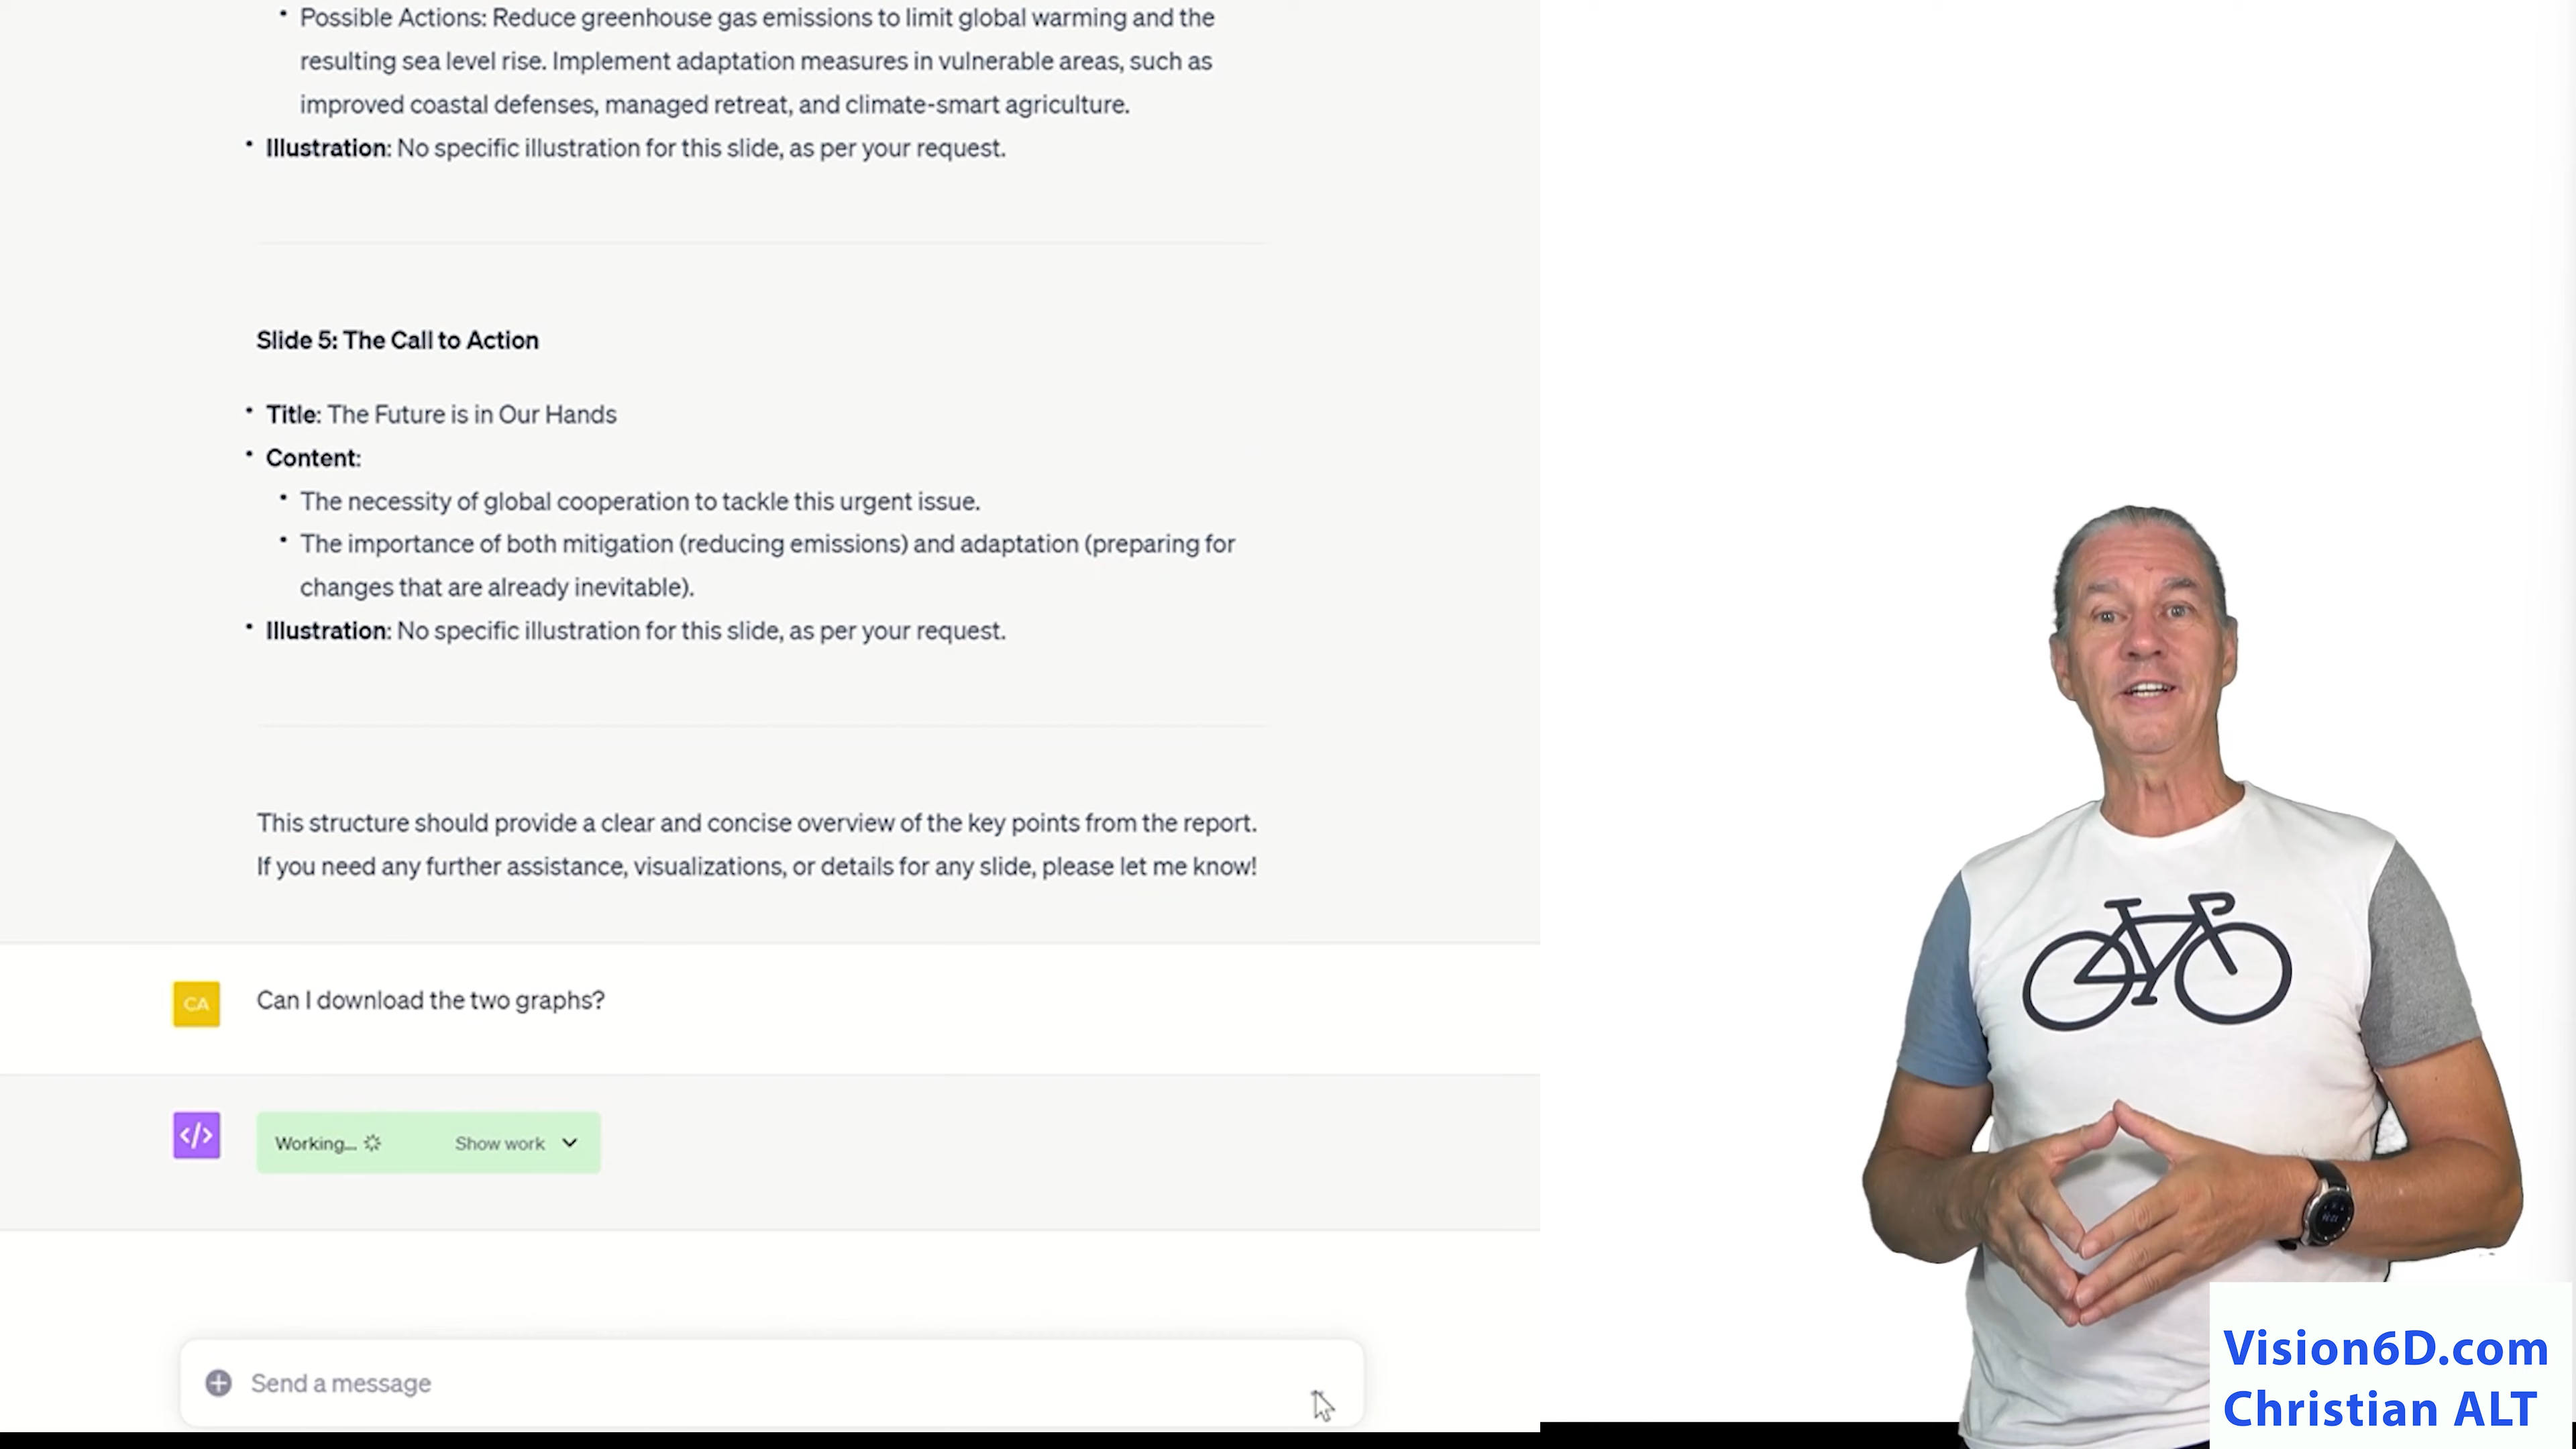 • Possible Actions: Reduce greenhouse gas emissions to limit global warming and the
resulting sea level rise. Implement adaptation measures in vulnerable areas, such as
improved coastal defenses, managed retreat, and climate-smart agriculture.
• Illustration: No specific illustration for this slide, as per your request.
Slide 5: The Call to Action
• Title: The Future is in Our Hands
• Content:
• The necessity of global cooperation to tackle this urgent issue.
• The importance of both mitigation (reducing emissions) and adaptation (preparing for
changes that are already inevitable).
• Illustration: No specific illustration for this slide, as per your request.
This structure should provide a clear and concise overview of the key points from the report.
If you need any further assistance, visualizations, or details for any slide, please let me know!
CA Can I download the two graphs?
</> Working... Show work
Send a message
Vision6D.com
Christian ALT